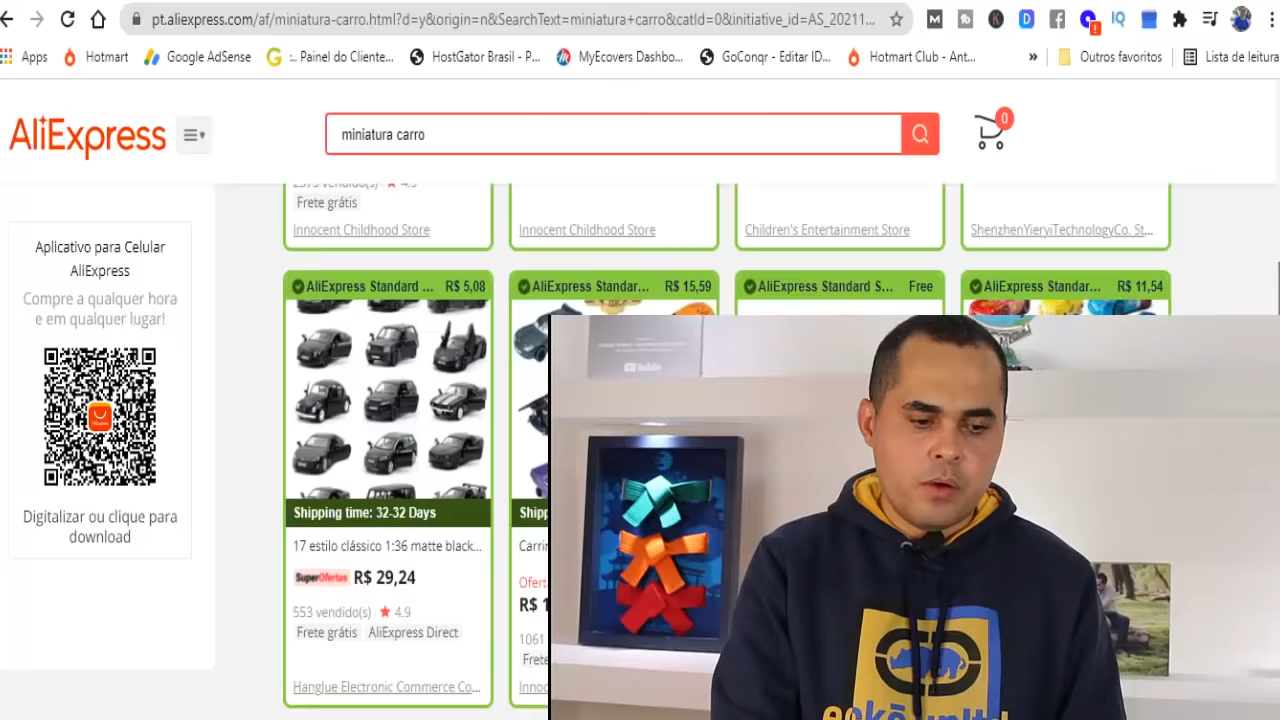 pt.aliexpress.com/af/miniatura-carro.html?d=y&origin=n&SearchText=miniatura+carro&catId=0&initiative_id=AS_20211...
Apps Hotmart Google AdSense :.. Painel do Cliente... HostGator Brasil - P... MyEcovers Dashbo... GoConqr - Editar ID... Hotmart Club - Ant... » Outros favoritos Lista de leitura
AliExpress
miniatura carro
0
Aplicativo para Celular
AliExpress
Compre a qualquer hora
e em qualquer lugar!
Digitalizar ou clique para
download
Frete grátis
Innocent Childhood Store
Innocent Childhood Store
Children's Entertainment Store
ShenzhenYieryiTechnologyCo. St...
AliExpress Standard ... R$ 5,08
AliExpress Standar... R$ 15,59
AliExpress Standard S... Free
AliExpress Standar... R$ 11,54
Shipping time: 32-32 Days
17 estilo clássico 1:36 matte black...
SuperOfertas R$ 29,24
553 vendido(s) 4.9
Frete grátis AliExpress Direct
HangJue Electronic Commerce Co...
Shipp
Carrin
Ofert
R$ 1
1061
Frete
Innoc
YouTube